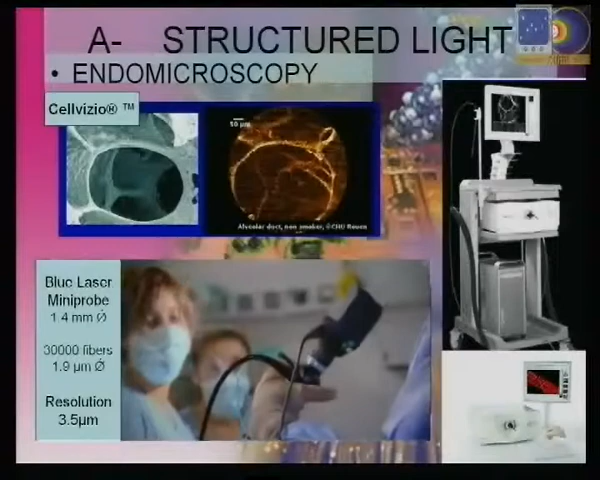 A- STRUCTURED LIGHT
• ENDOMICROSCOPY
Cellvizio® ™
50 µm
Alveolar duct, non smoker, ©CHU Rouen
Blue Laser
Miniprobe
1.4 mm Ø
30000 fibers
1.9 µm Ø
Resolution
3.5µm